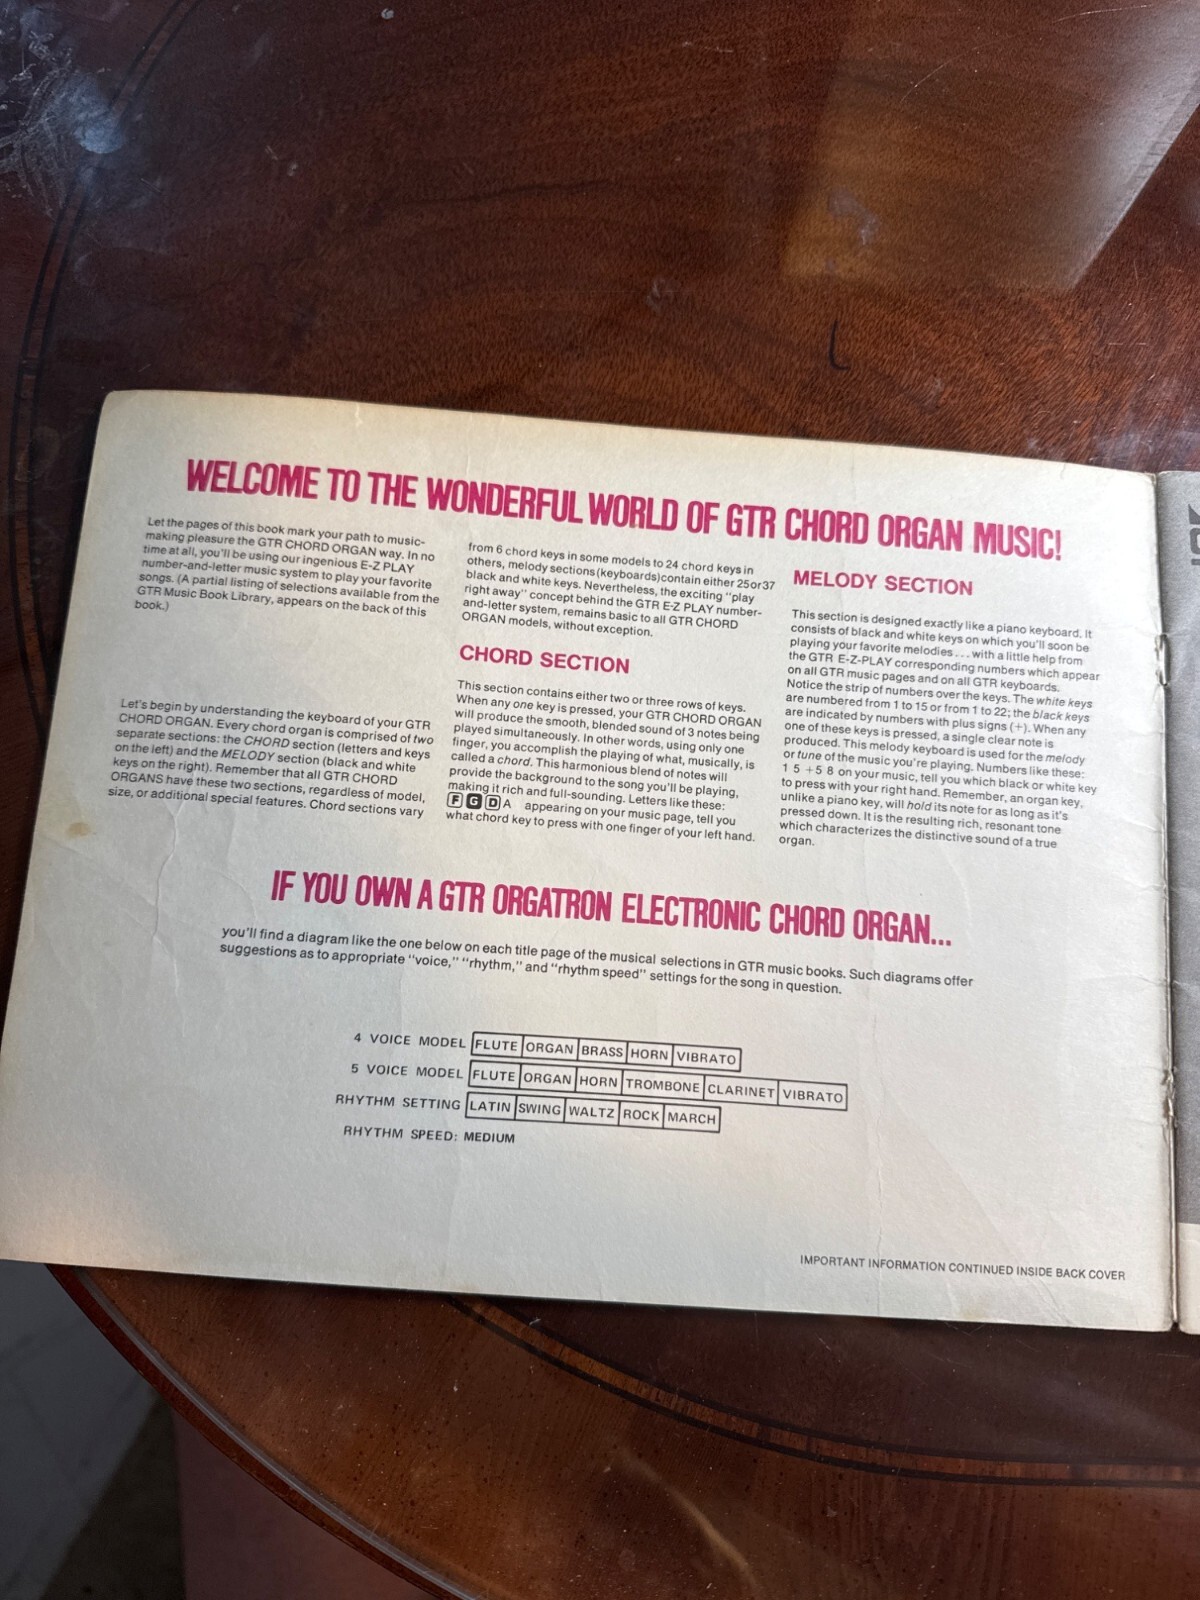 WELCOME TO THE WONDERFUL WORLD OF GTR CHORD ORGAN MUSIC!
Let the pages of this book mark your path to music-
making pleasure the GTR CHORD ORGAN way. In no
time at all, you'll be using our ingenious E-Z PLAY
number-and-letter music system to play your favorite
songs. (A partial listing of selections available from the
GTR Music Book Library, appears on the back of this
book.)
Let's begin by understanding the keyboard of your GTR
CHORD ORGAN. Every chord organ is comprised of two
separate sections: the CHORD section (letters and keys
on the left) and the MELODY section (black and white
keys on the right). Remember that all GTR CHORD
ORGANS have these two sections, regardless of model,
size, or additional special features. Chord sections vary
from 6 chord keys in some models to 24 chord keys in
others, melody sections (keyboards) contain either 25 or 37
black and white keys. Nevertheless, the exciting "play
right away" concept behind the GTR E-Z PLAY number-
and-letter system, remains basic to all GTR CHORD
ORGAN models, without exception.
CHORD SECTION
This section contains either two or three rows of keys.
When any one key is pressed, your GTR CHORD ORGAN
will produce the smooth, blended sound of 3 notes being
played simultaneously. In other words, using only one
finger, you accomplish the playing of what, musically, is
called a chord. This harmonious blend of notes will
provide the background to the song you'll be playing,
making it rich and full-sounding. Letters like these:
F G D A appearing on your music page, tell you
what chord key to press with one finger of your left hand.
MELODY SECTION
This section is designed exactly like a piano keyboard. It
consists of black and white keys on which you'll soon be
playing your favorite melodies . . . with a little help from
the GTR E-Z-PLAY corresponding numbers which appear
on all GTR music pages and on all GTR keyboards.
Notice the strip of numbers over the keys. The white keys
are numbered from 1 to 15 or from 1 to 22; the black keys
are indicated by numbers with plus signs (+). When any
one of these keys is pressed, a single clear note is
produced. This melody keyboard is used for the melody
or tune of the music you're playing. Numbers like these:
1 5 +5 8 on your music, tell you which black or white key
to press with your right hand. Remember, an organ key,
unlike a piano key, will hold its note for as long as it's
pressed down. It is the resulting rich, resonant tone
which characterizes the distinctive sound of a true
organ.
IF YOU OWN A GTR ORGATRON ELECTRONIC CHORD ORGAN...
you'll find a diagram like the one below on each title page of the musical selections in GTR music books. Such diagrams offer
suggestions as to appropriate "voice," "rhythm," and "rhythm speed" settings for the song in question.
4 VOICE MODEL FLUTE ORGAN BRASS HORN VIBRATO
5 VOICE MODEL FLUTE ORGAN HORN TROMBONE CLARINET VIBRATO
RHYTHM SETTING LATIN SWING WALTZ ROCK MARCH
RHYTHM SPEED: MEDIUM
IMPORTANT INFORMATION CONTINUED INSIDE BACK COVER